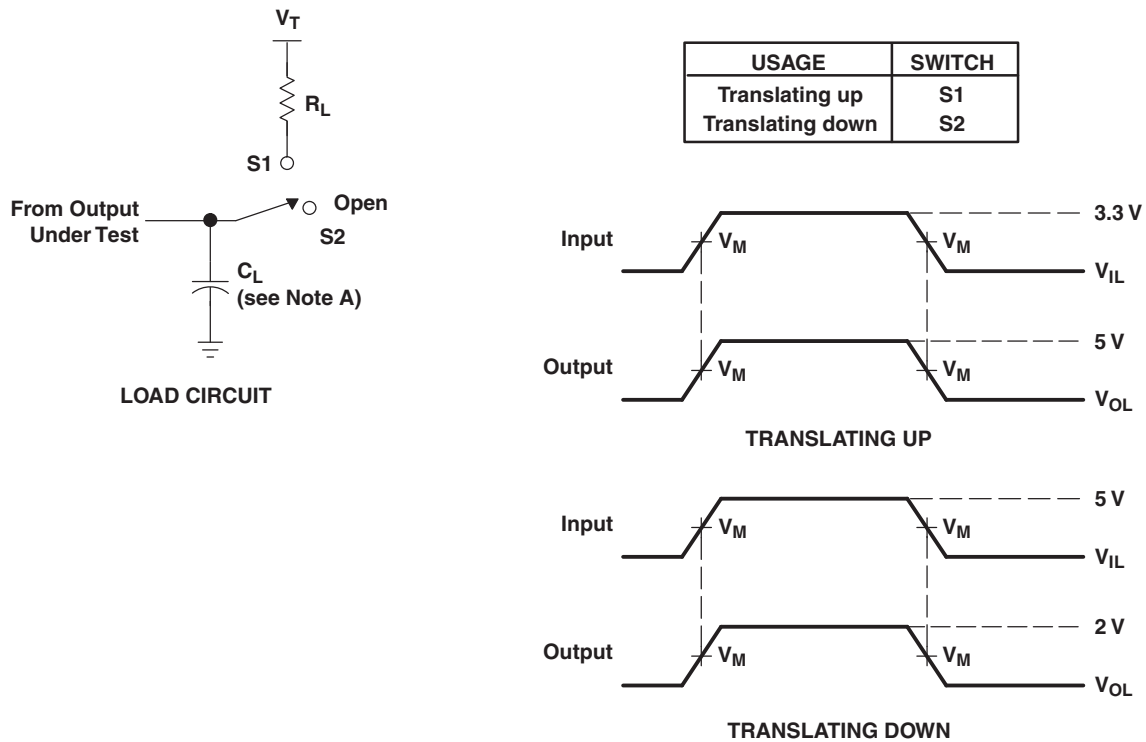 V_T
R_L
S1
From Output
Under Test
Open
S2
C_L
(see Note A)
LOAD CIRCUIT
USAGE SWITCH
Translating up S1
Translating down S2
3.3 V
Input V_M V_M
V_IL
5 V
Output V_M V_M
V_OL
TRANSLATING UP
5 V
Input V_M V_M
V_IL
2 V
Output V_M V_M
V_OL
TRANSLATING DOWN